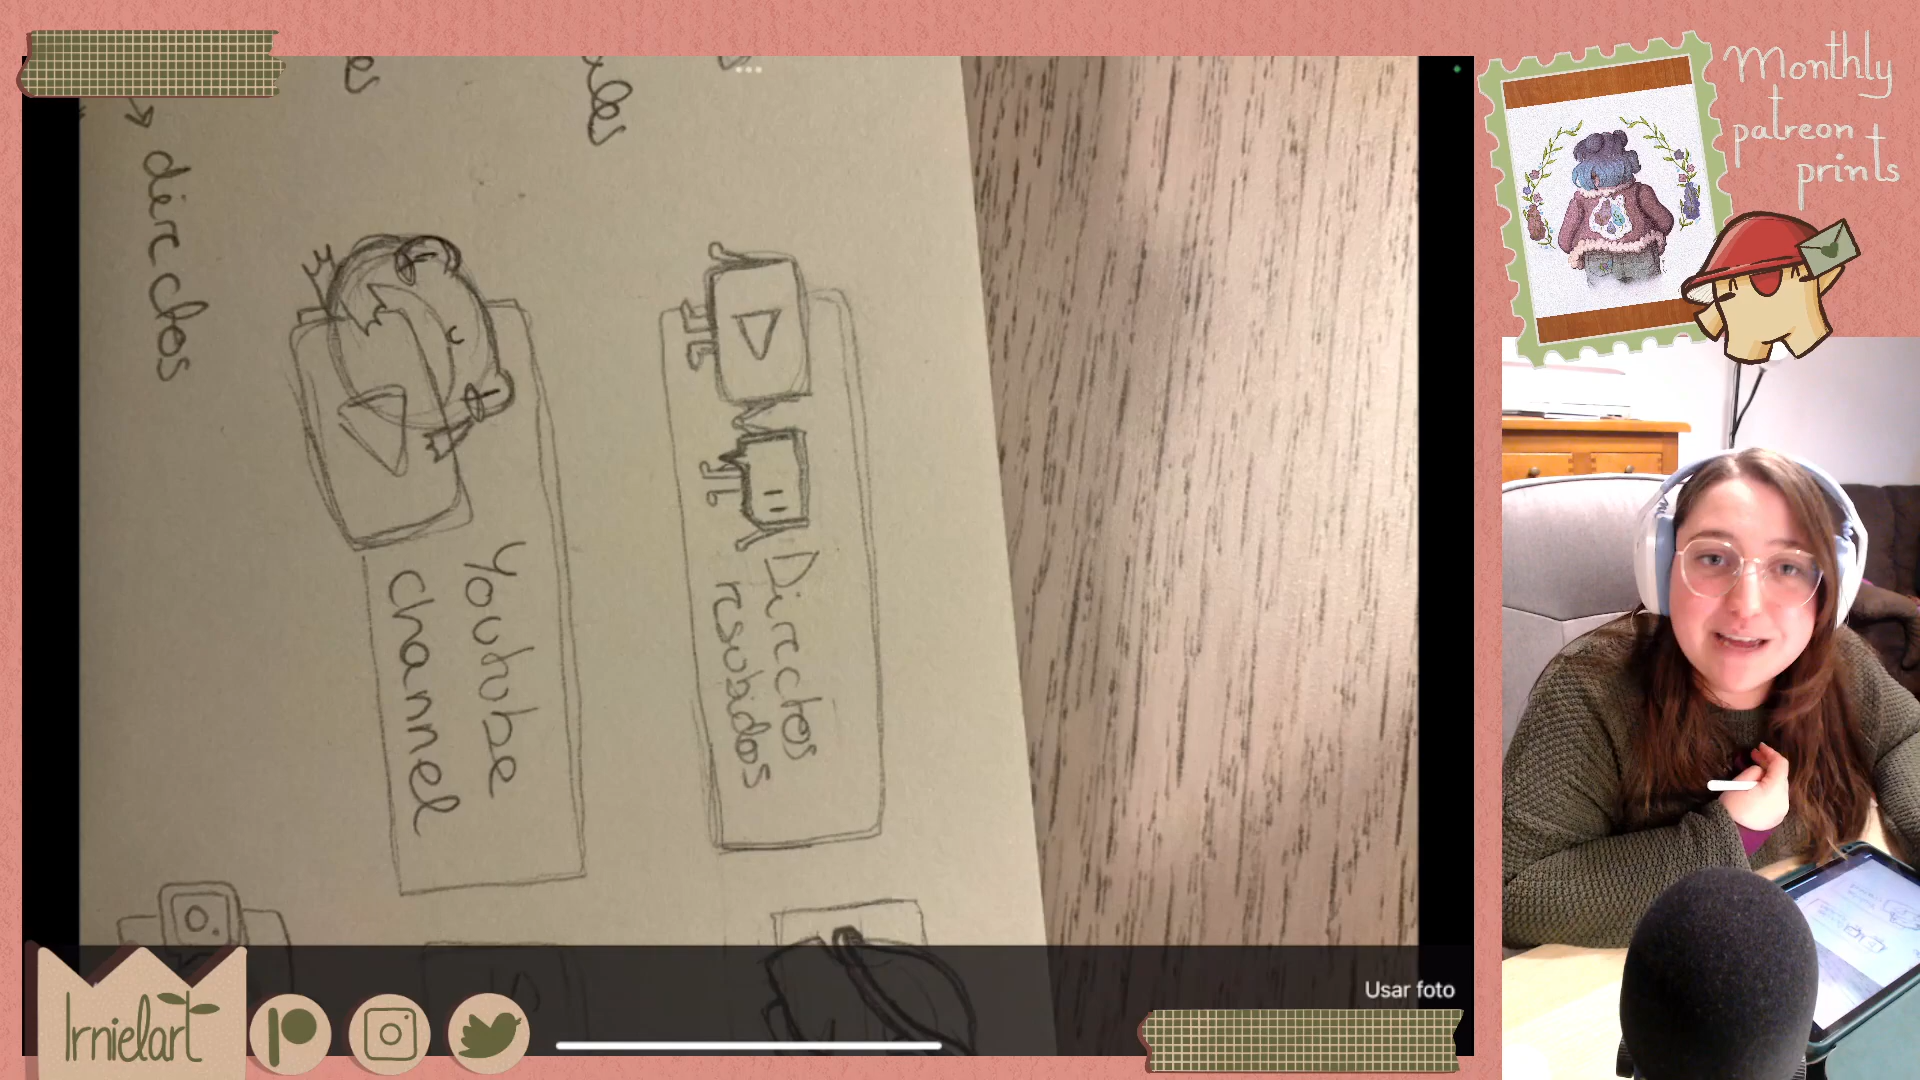 Monthly
patreon
prints
→ directos
Youtube
channel
Directos
resubidos
Usar foto
Irnielart